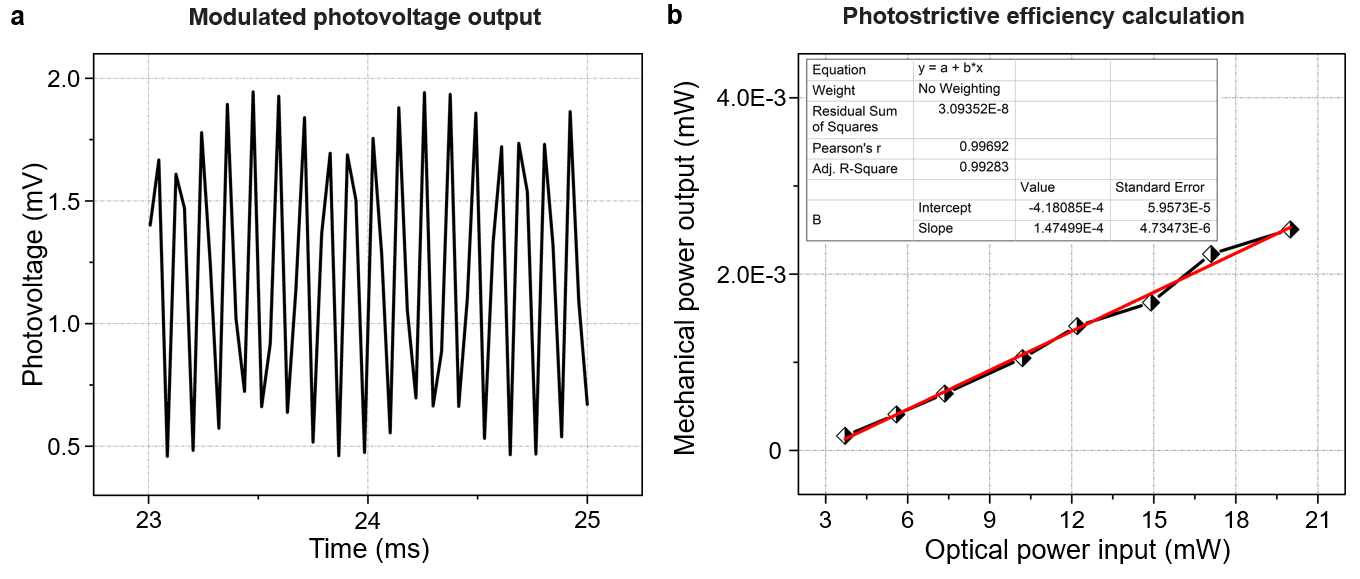 a
Modulated photovoltage output
2.0
1.5
1.0
0.5
Photovoltage (mV)
23
24
25
Time (ms)
b
Photostrictive efficiency calculation
4.0E-3
2.0E-3
0
Mechanical power output (mW)
Equation y = a + b*x
Weight No Weighting
Residual Sum
of Squares 3.09352E-8
Pearson's r 0.99692
Adj. R-Square 0.99283
Value Standard Error
B Intercept -4.18085E-4 5.9573E-5
Slope 1.47499E-4 4.73473E-6
3
6
9
12
15
18
21
Optical power input (mW)